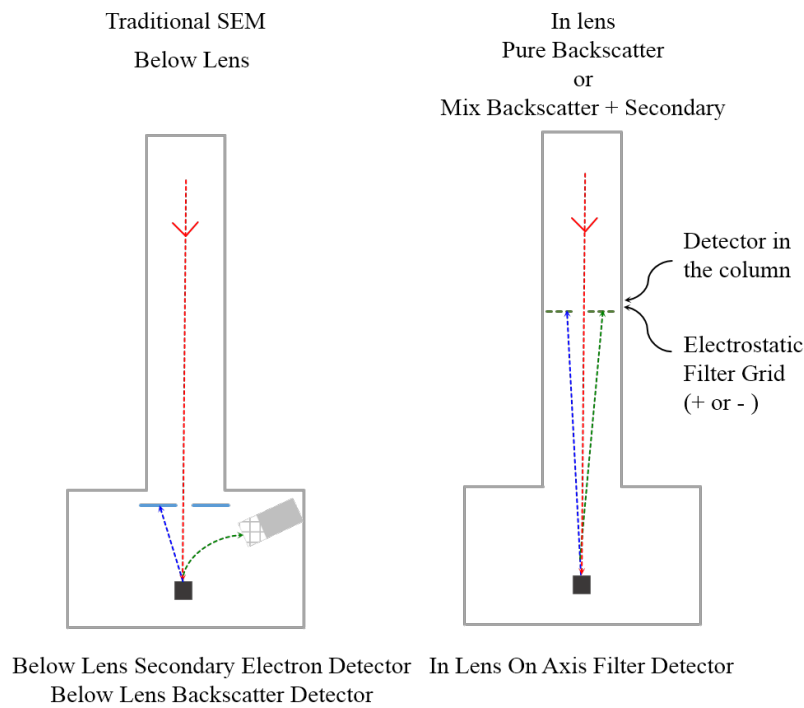 Traditional SEM
Below Lens
In lens
Pure Backscatter
or
Mix Backscatter + Secondary
Detector in
the column
Electrostatic
Filter Grid
(+ or - )
Below Lens Secondary Electron Detector
Below Lens Backscatter Detector
In Lens On Axis Filter Detector